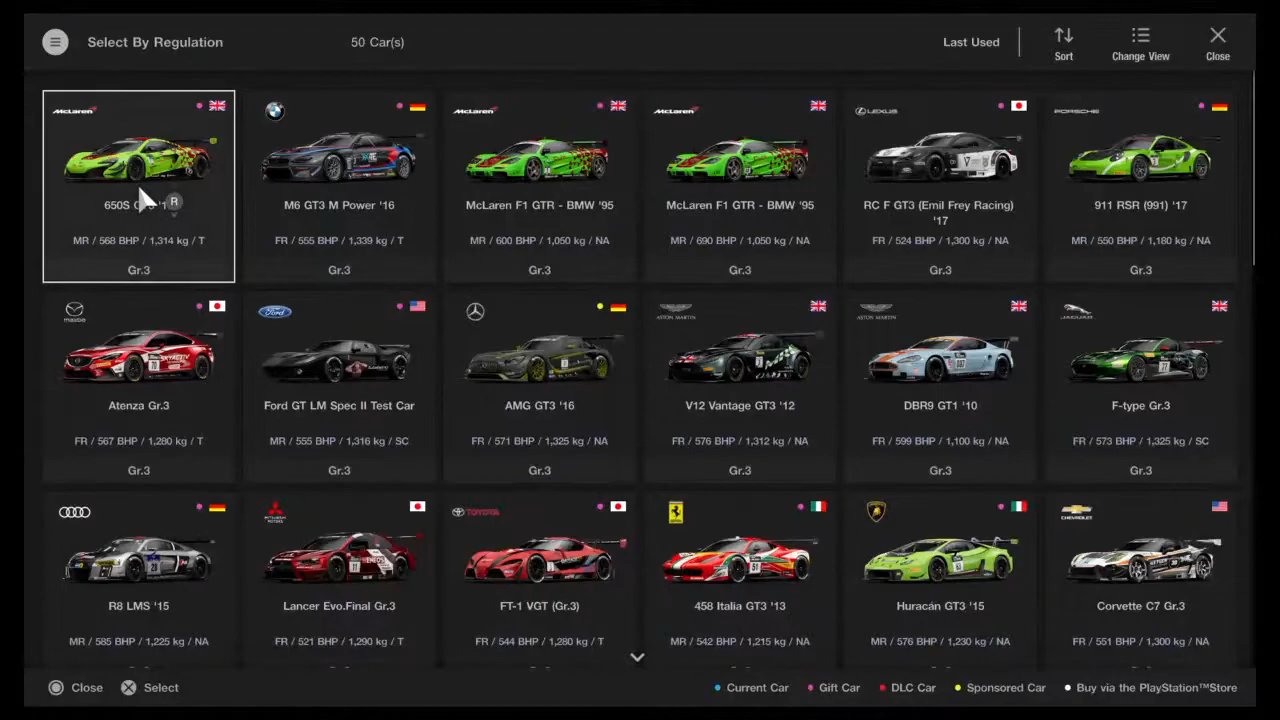 Select By Regulation
50 Car(s)
Last Used
Sort
Change View
Close
McLaren
McLaren
McLaren
LEXUS
PORSCHE
R
M6 GT3 M Power '16
McLaren F1 GTR - BMW '95
McLaren F1 GTR - BMW '95
RC F GT3 (Emil Frey Racing) '17
911 RSR (991) '17
650S
MR / 568 BHP / 1,314 kg / T
FR / 555 BHP / 1,339 kg / T
MR / 600 BHP / 1,050 kg / NA
MR / 690 BHP / 1,050 kg / NA
FR / 524 BHP / 1,300 kg / NA
MR / 550 BHP / 1,180 kg / NA
Gr.3
Gr.3
Gr.3
Gr.3
Gr.3
Gr.3
mazda
Ford
ASTON MARTIN
ASTON MARTIN
JAGUAR
Atenza Gr.3
Ford GT LM Spec II Test Car
AMG GT3 '16
V12 Vantage GT3 '12
DBR9 GT1 '10
F-type Gr.3
FR / 567 BHP / 1,280 kg / T
MR / 555 BHP / 1,316 kg / SC
FR / 571 BHP / 1,325 kg / NA
FR / 576 BHP / 1,312 kg / NA
FR / 599 BHP / 1,100 kg / NA
FR / 573 BHP / 1,325 kg / SC
Gr.3
Gr.3
Gr.3
Gr.3
Gr.3
Gr.3
MITSUBISHI MOTORS
TOYOTA
CHEVROLET
R8 LMS '15
Lancer Evo.Final Gr.3
FT-1 VGT (Gr.3)
458 Italia GT3 '13
Huracán GT3 '15
Corvette C7 Gr.3
MR / 585 BHP / 1,225 kg / NA
FR / 521 BHP / 1,290 kg / T
FR / 544 BHP / 1,280 kg / T
MR / 542 BHP / 1,215 kg / NA
MR / 576 BHP / 1,230 kg / NA
FR / 551 BHP / 1,300 kg / NA
Close
Select
Current Car
Gift Car
DLC Car
Sponsored Car
Buy via the PlayStation™Store